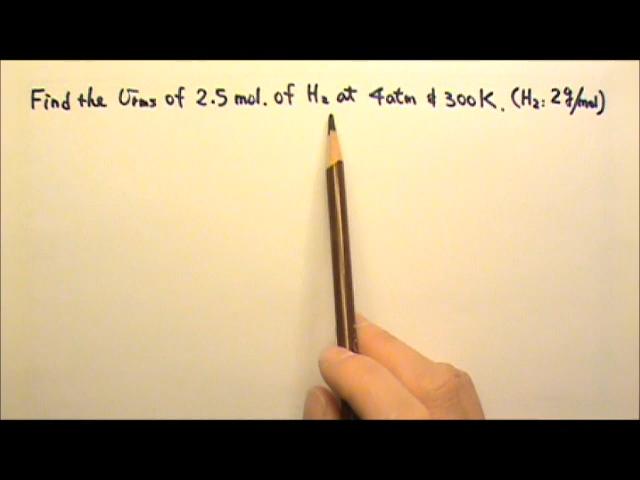 Find the Urms of 2.5 mol. of H₂ at 4atm & 300K. (H₂: 2g/mol)